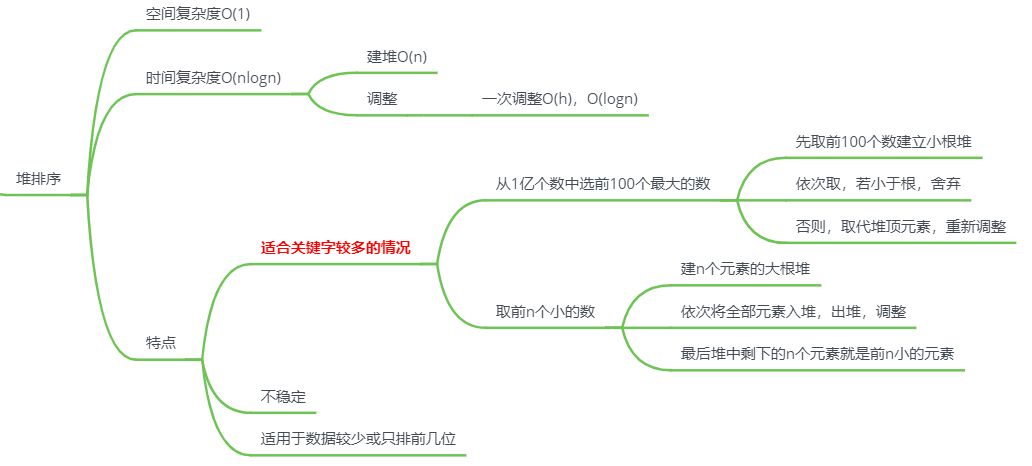 堆排序
空间复杂度O(1)
时间复杂度O(nlogn)
建堆O(n)
调整
一次调整O(h)，O(logn)
特点
适合关键字较多的情况
从1亿个数中选前100个最大的数
先取前100个数建立小根堆
依次取，若小于根，舍弃
否则，取代堆顶元素，重新调整
取前n个小的数
建n个元素的大根堆
依次将全部元素入堆，出堆，调整
最后堆中剩下的n个元素就是前n小的元素
不稳定
适用于数据较少或只排前几位